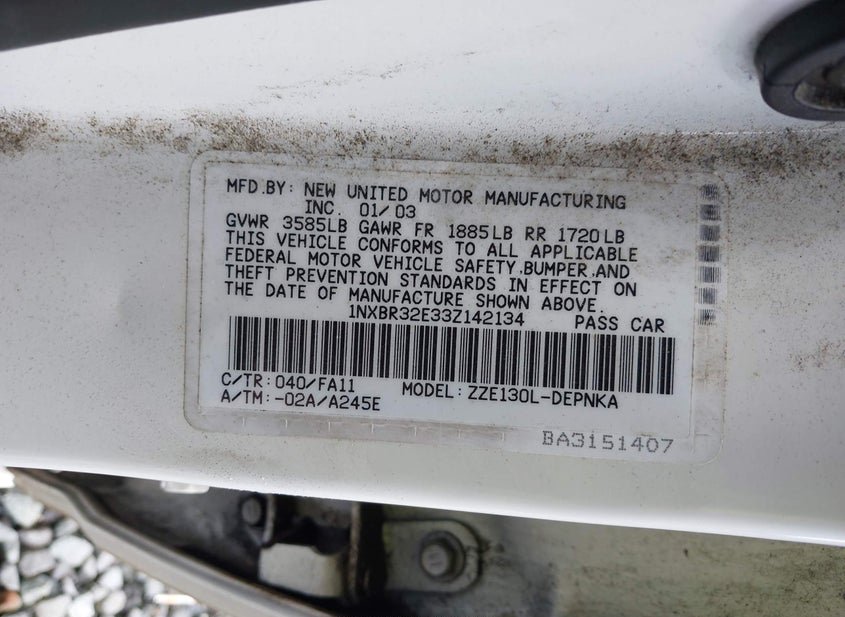 MFD.BY: NEW UNITED MOTOR MANUFACTURING
INC. 01/03
GVWR 3585LB GAWR FR 1885LB RR 1720LB
THIS VEHICLE CONFORMS TO ALL APPLICABLE
FEDERAL MOTOR VEHICLE SAFETY,BUMPER,AND
THEFT PREVENTION STANDARDS IN EFFECT ON
THE DATE OF MANUFACTURE SHOWN ABOVE.
1NXBR32E33Z142134 PASS CAR
C/TR:040/FA11 MODEL:ZZE130L-DEPNKA
A/TM:-02A/A245E
BA3151407